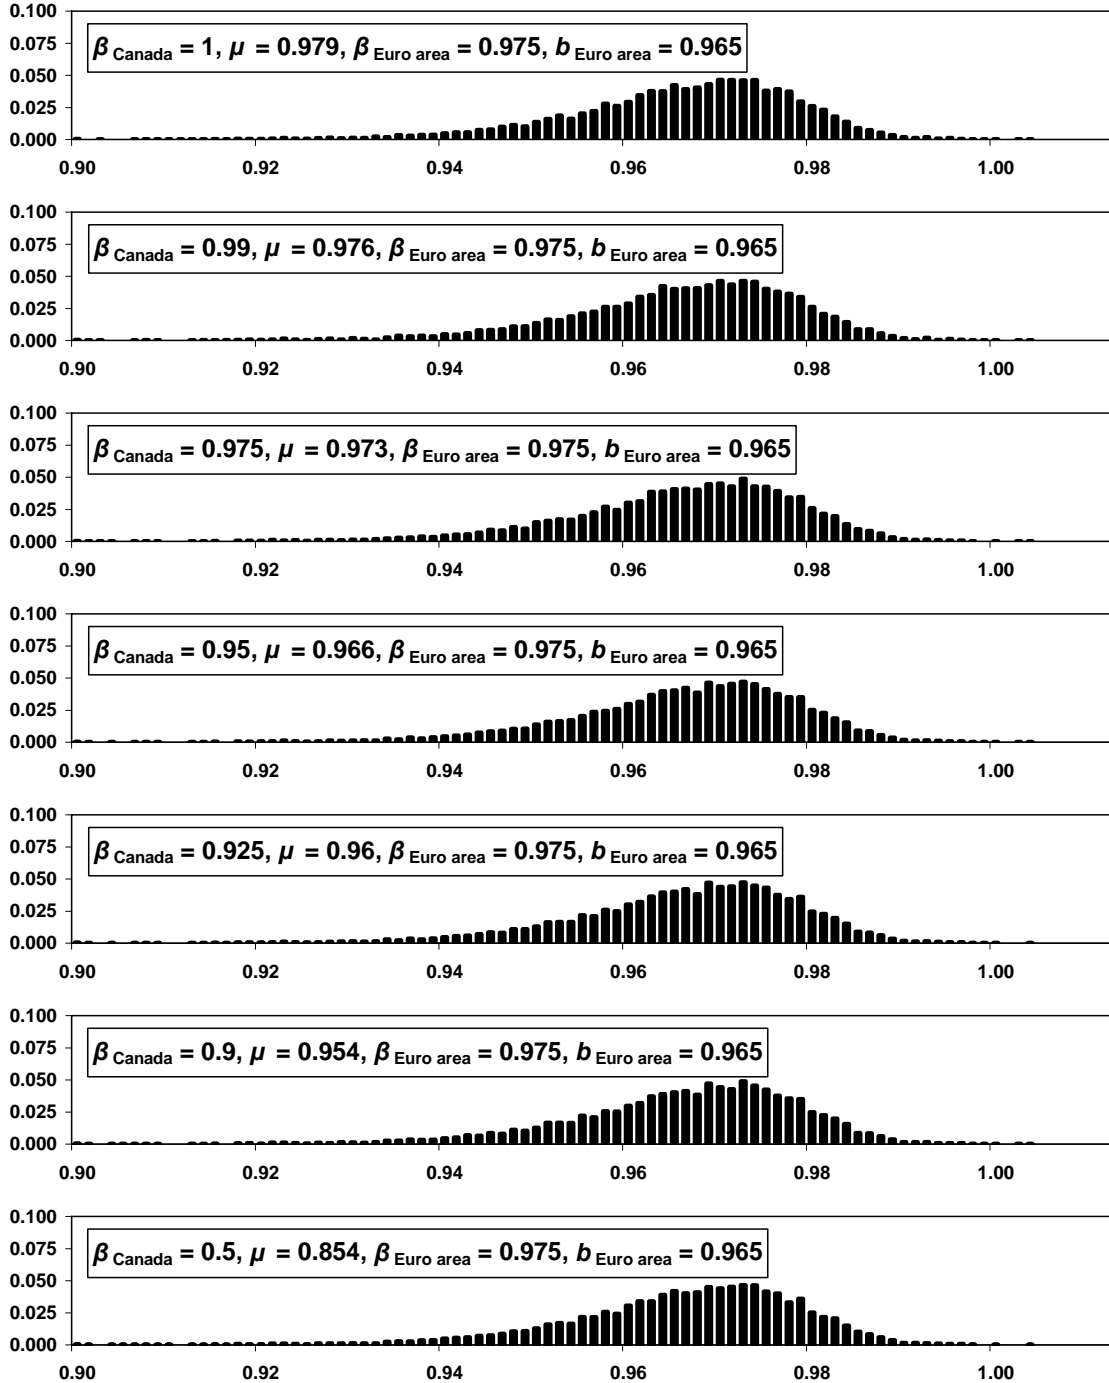 0.100
β Canada = 1, μ = 0.979, β Euro area = 0.975, b Euro area = 0.965
0.075
0.050
0.025
0.000
0.90 0.92 0.94 0.96 0.98 1.00
0.100
β Canada = 0.99, μ = 0.976, β Euro area = 0.975, b Euro area = 0.965
0.075
0.050
0.025
0.000
0.90 0.92 0.94 0.96 0.98 1.00
0.100
β Canada = 0.975, μ = 0.973, β Euro area = 0.975, b Euro area = 0.965
0.075
0.050
0.025
0.000
0.90 0.92 0.94 0.96 0.98 1.00
0.100
β Canada = 0.95, μ = 0.966, β Euro area = 0.975, b Euro area = 0.965
0.075
0.050
0.025
0.000
0.90 0.92 0.94 0.96 0.98 1.00
0.100
β Canada = 0.925, μ = 0.96, β Euro area = 0.975, b Euro area = 0.965
0.075
0.050
0.025
0.000
0.90 0.92 0.94 0.96 0.98 1.00
0.100
β Canada = 0.9, μ = 0.954, β Euro area = 0.975, b Euro area = 0.965
0.075
0.050
0.025
0.000
0.90 0.92 0.94 0.96 0.98 1.00
0.100
β Canada = 0.5, μ = 0.854, β Euro area = 0.975, b Euro area = 0.965
0.075
0.050
0.025
0.000
0.90 0.92 0.94 0.96 0.98 1.00